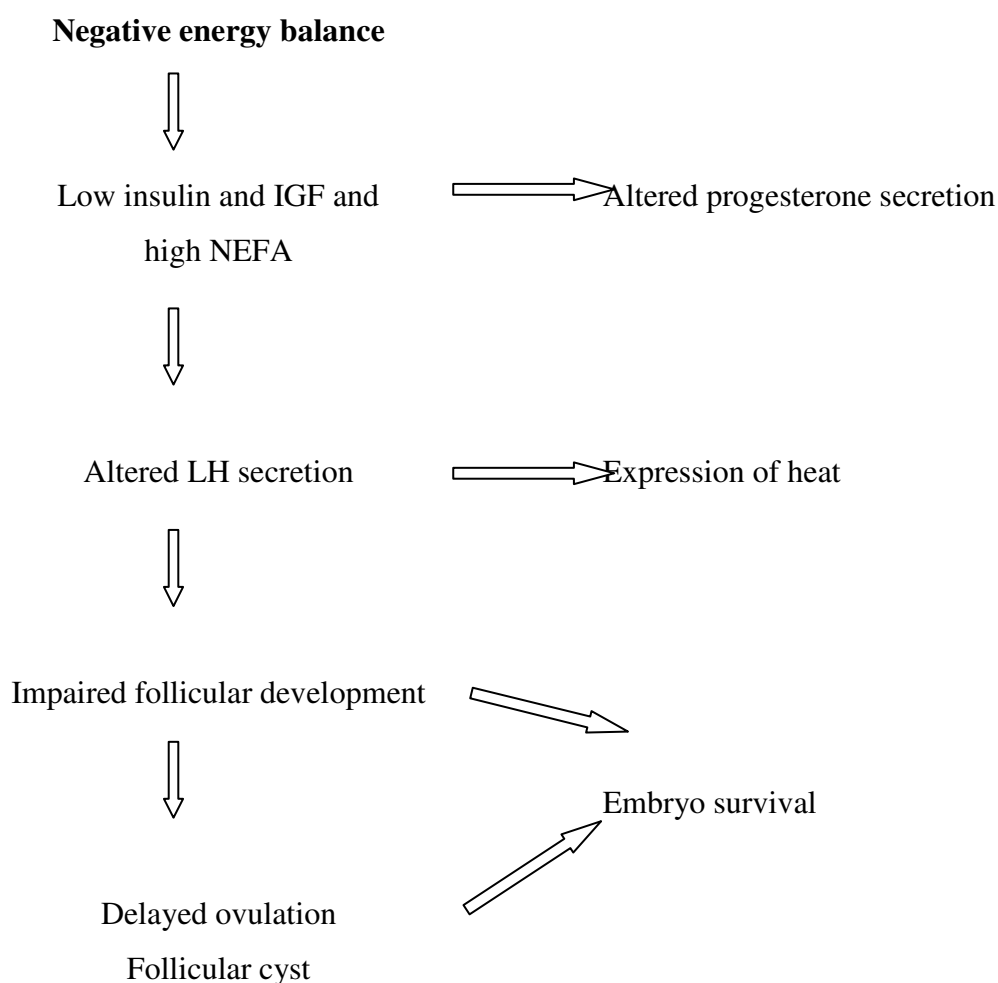 Negative energy balance
Low insulin and IGF and
high NEFA
Altered progesterone secretion
Altered LH secretion
Expression of heat
Impaired follicular development
Embryo survival
Delayed ovulation
Follicular cyst